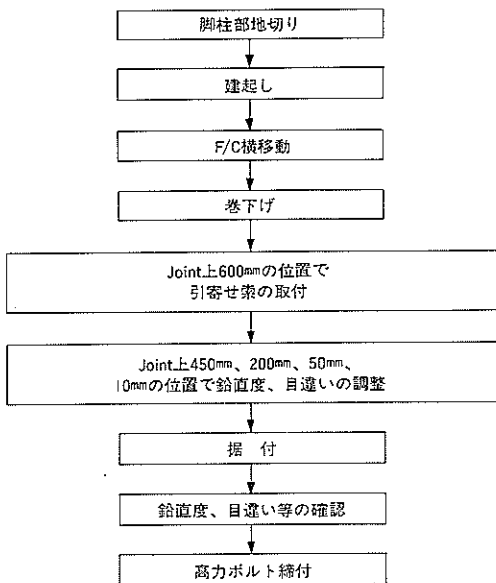 脚柱部地切り
建起し
F/C横移動
巻下げ
Joint上600㎜の位置で
引寄せ索の取付
Joint上450㎜、200㎜、50㎜、
10㎜の位置で鉛直度、目違いの調整
据　付
鉛直度、目違い等の確認
高力ボルト締付